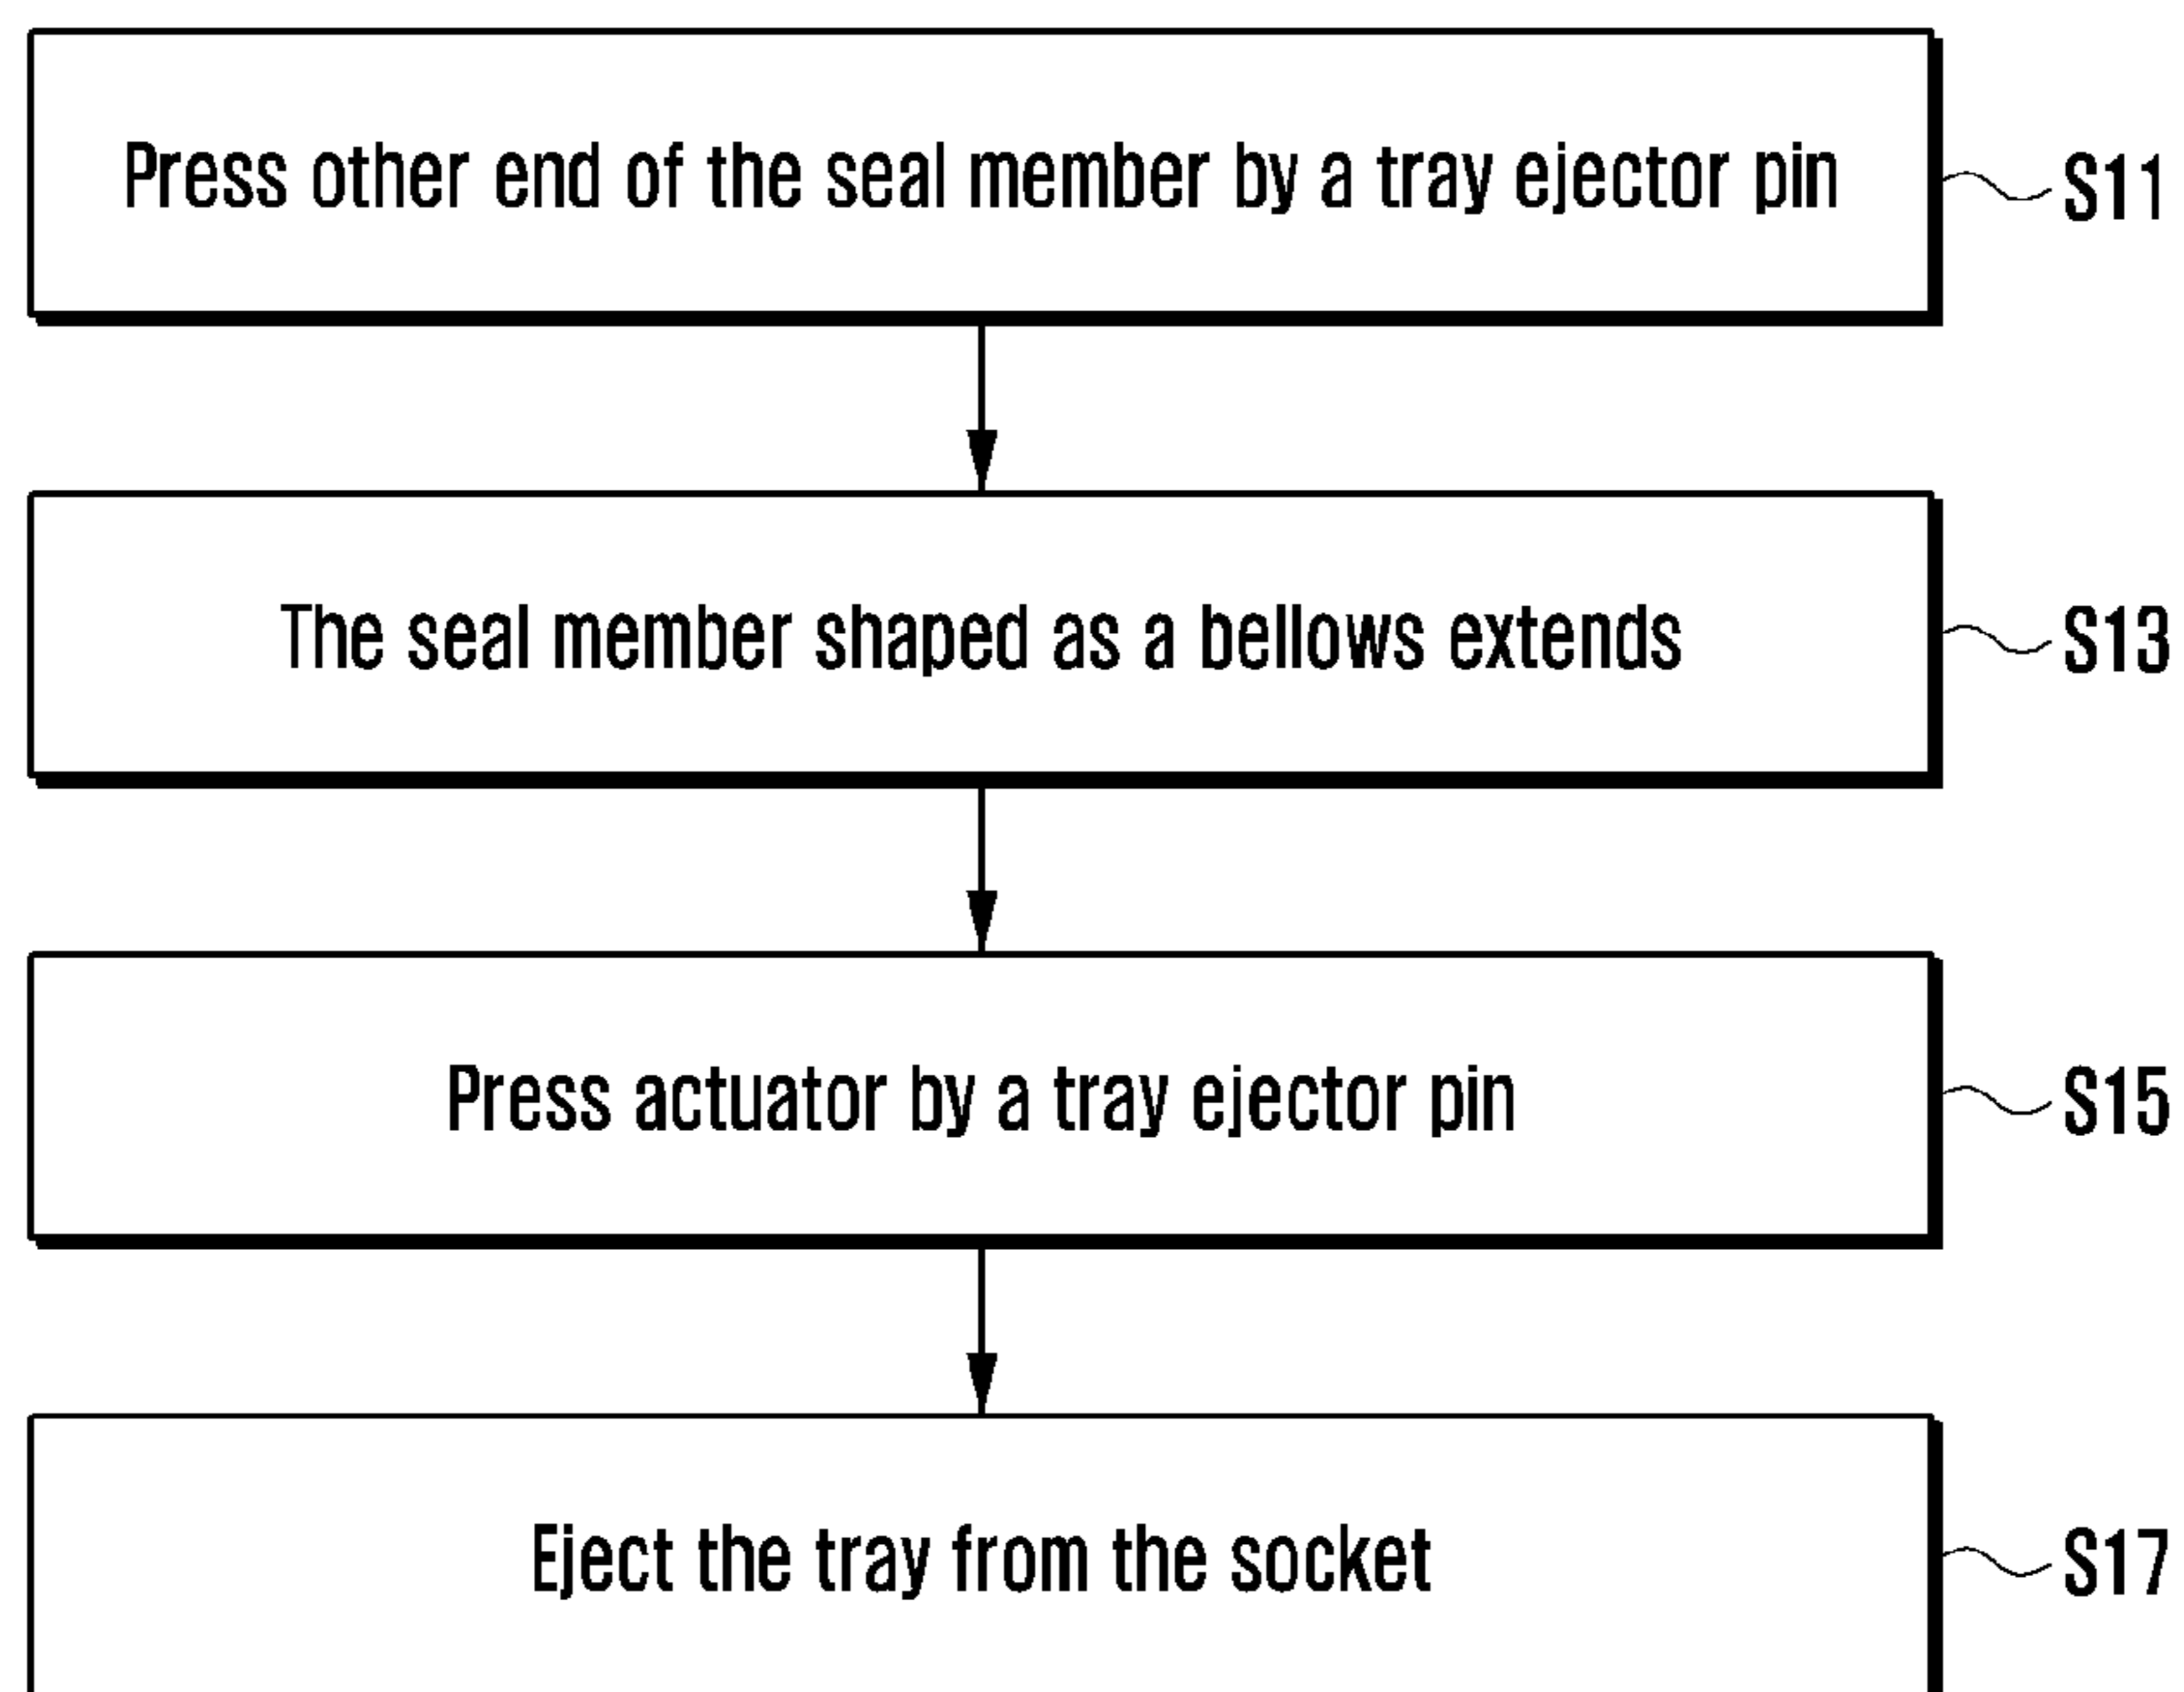 Press other end of the seal member by a tray ejector pin
S11
The seal member shaped as a bellows extends
S13
Press actuator by a tray ejector pin
S15
Eject the tray from the socket
S17